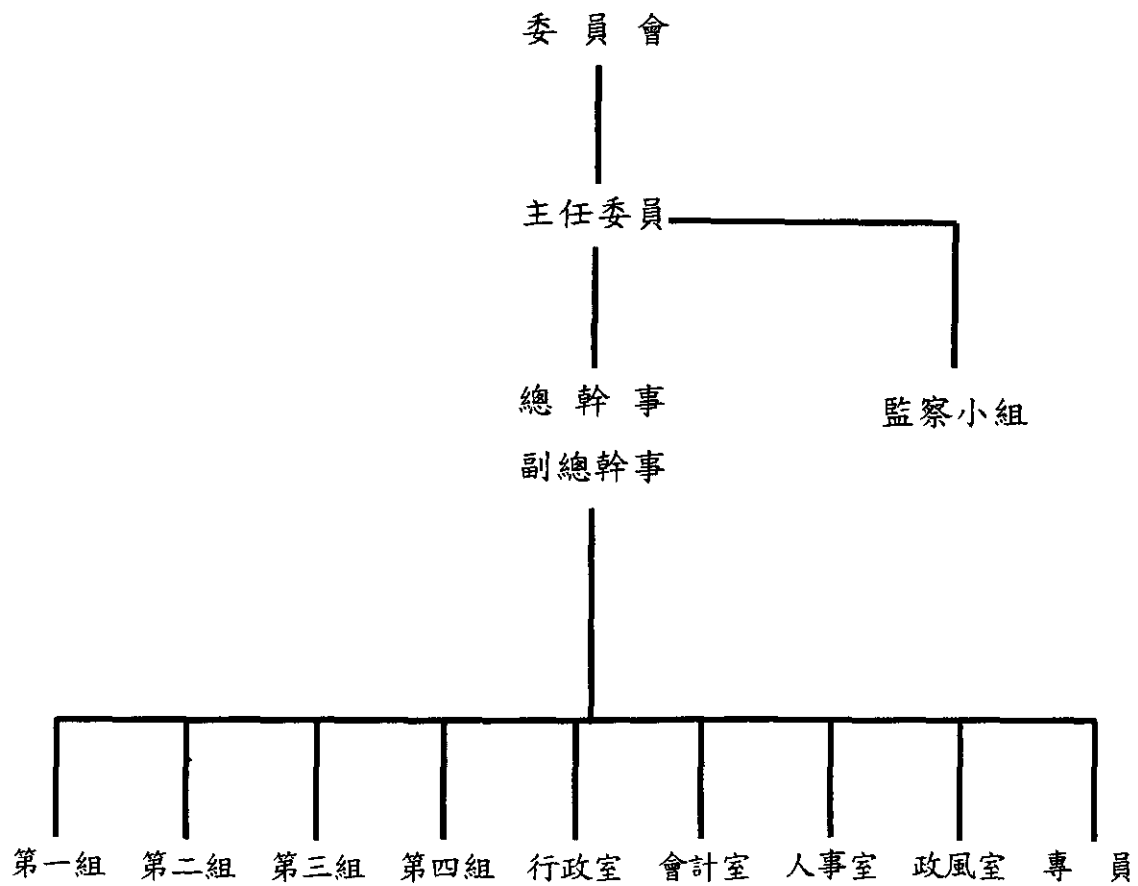 委員會
主任委員
總幹事
監察小組
副總幹事
第一組 第二組 第三組 第四組 行政室 會計室 人事室 政風室 專員